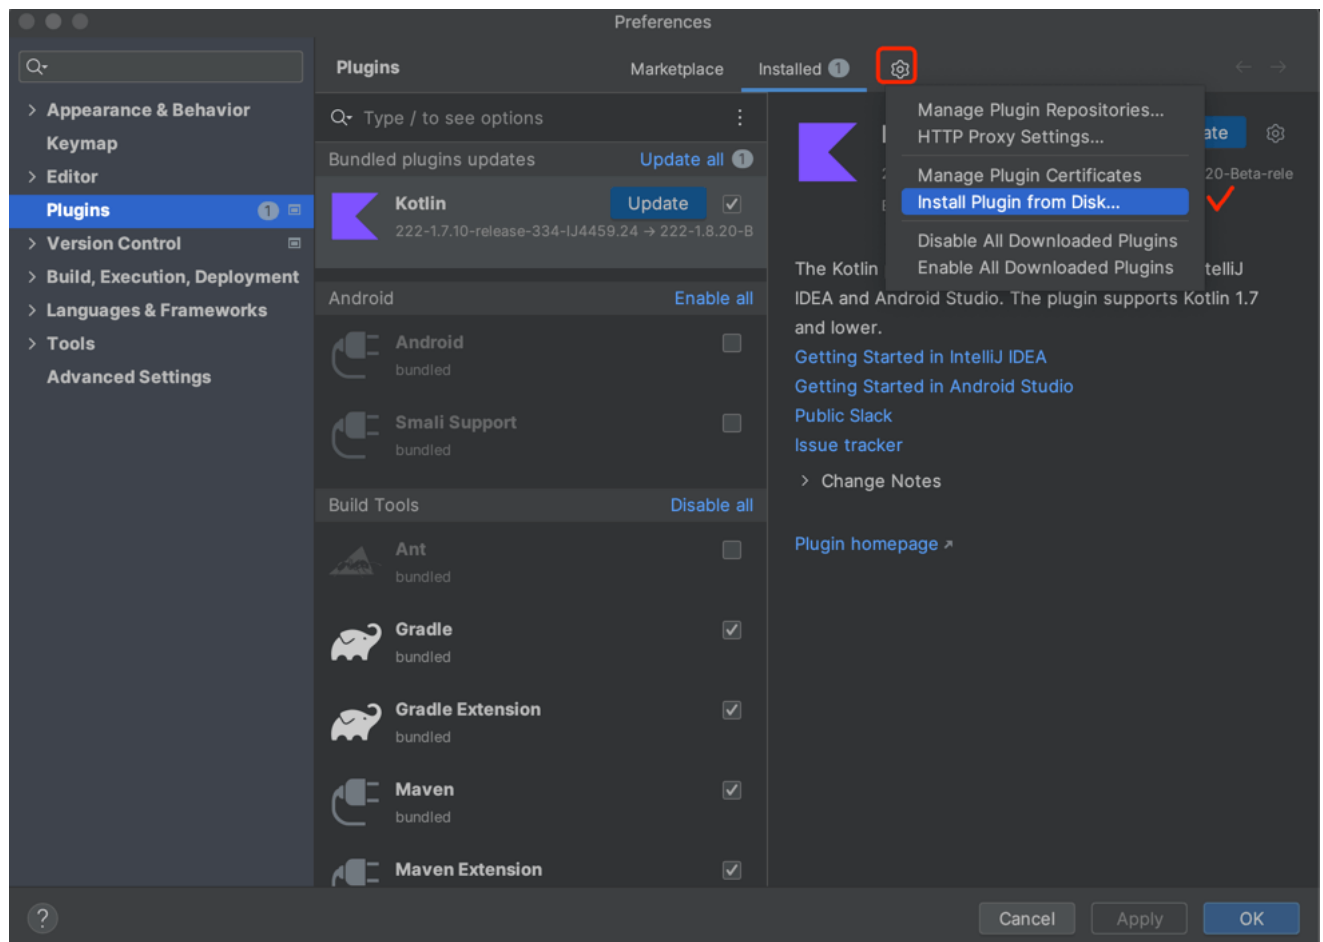 Preferences
Plugins
Marketplace
Installed 1
Appearance & Behavior
Keymap
Editor
Plugins 1
Version Control
Build, Execution, Deployment
Languages & Frameworks
Tools
Advanced Settings
Type / to see options
Bundled plugins updates Update all 1
Kotlin Update
222-1.7.10-release-334-IJ4459.24 → 222-1.8.20-B
Android Enable all
Android
bundled
Smali Support
bundled
Build Tools Disable all
Ant
bundled
Gradle
bundled
Gradle Extension
bundled
Maven
bundled
Maven Extension
Manage Plugin Repositories...
HTTP Proxy Settings...
Manage Plugin Certificates
Install Plugin from Disk...
Disable All Downloaded Plugins
Enable All Downloaded Plugins
ate
20-Beta-rele
The Kotlin telliJ
IDEA and Android Studio. The plugin supports Kotlin 1.7
and lower.
Getting Started in IntelliJ IDEA
Getting Started in Android Studio
Public Slack
Issue tracker
Change Notes
Plugin homepage ↗
?
Cancel
Apply
OK